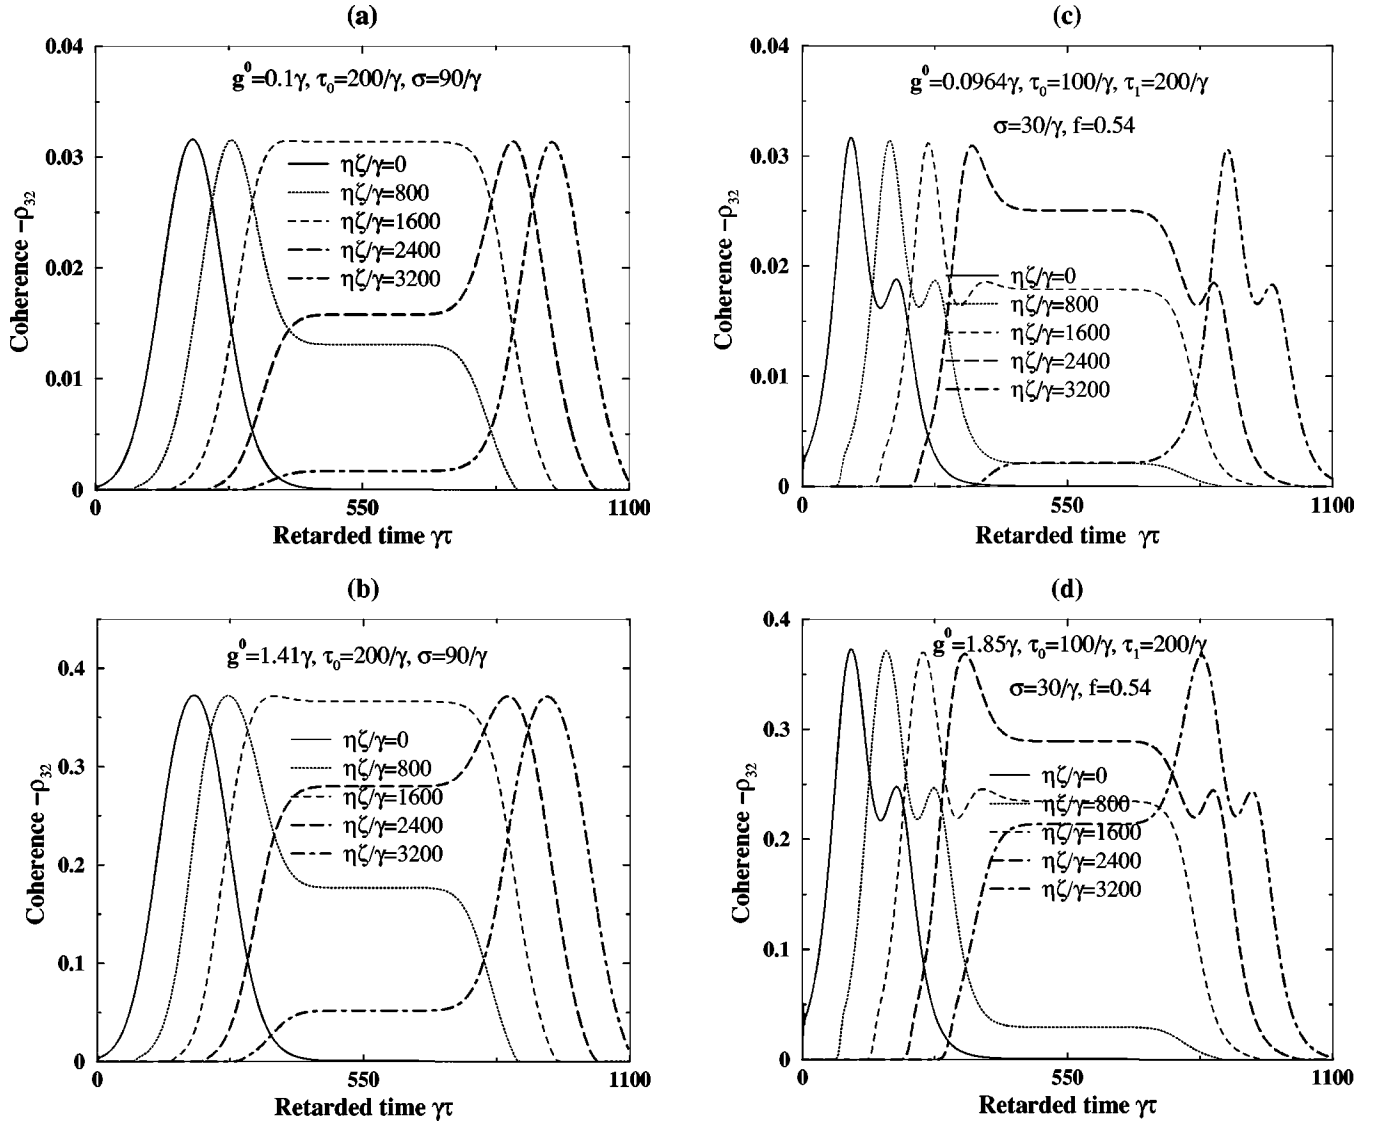 (a)
0.04
0.03
0.02
0.01
0
g⁰=0.1γ, τ₀=200/γ, σ=90/γ
ηζ/γ=0
ηζ/γ=800
ηζ/γ=1600
ηζ/γ=2400
ηζ/γ=3200
Coherence -ρ₃₂
0 550 1100
Retarded time γτ
(c)
0.04
0.03
0.02
0.01
0
g⁰=0.0964γ, τ₀=100/γ, τ₁=200/γ
σ=30/γ, f=0.54
ηζ/γ=0
ηζ/γ=800
ηζ/γ=1600
ηζ/γ=2400
ηζ/γ=3200
Coherence -ρ₃₂
0 550 1100
Retarded time γτ
(b)
0.4
0.3
0.2
0.1
0
g⁰=1.41γ, τ₀=200/γ, σ=90/γ
ηζ/γ=0
ηζ/γ=800
ηζ/γ=1600
ηζ/γ=2400
ηζ/γ=3200
Coherence -ρ₃₂
0 550 1100
Retarded time γτ
(d)
0.4
0.3
0.2
0.1
0
g⁰=1.85γ, τ₀=100/γ, τ₁=200/γ
σ=30/γ, f=0.54
ηζ/γ=0
ηζ/γ=800
ηζ/γ=1600
ηζ/γ=2400
ηζ/γ=3200
Coherence -ρ₃₂
0 550 1100
Retarded time γτ